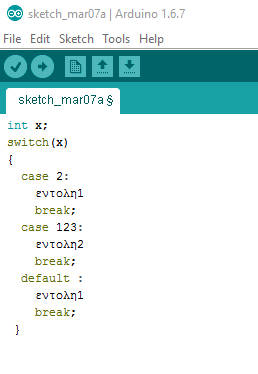 sketch_mar07a | Arduino 1.6.7
File Edit Sketch Tools Help
sketch_mar07a §
int x;
switch(x)
{
case 2:
εντολη1
break;
case 123:
εντολη2
break;
default :
εντολη1
break;
}